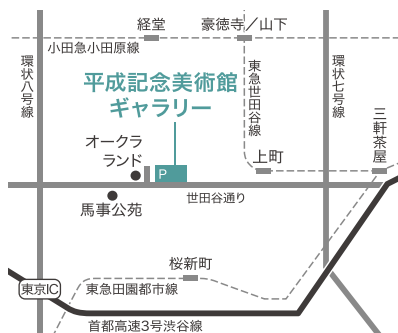 経堂
豪徳寺／山下
小田急小田原線
環状八号線
平成記念美術館
ギャラリー
東急世田谷線
環状七号線
三軒茶屋
オークラ
ランド
上町
P
世田谷通り
馬事公苑
桜新町
東京IC
東急田園都市線
首都高速3号渋谷線